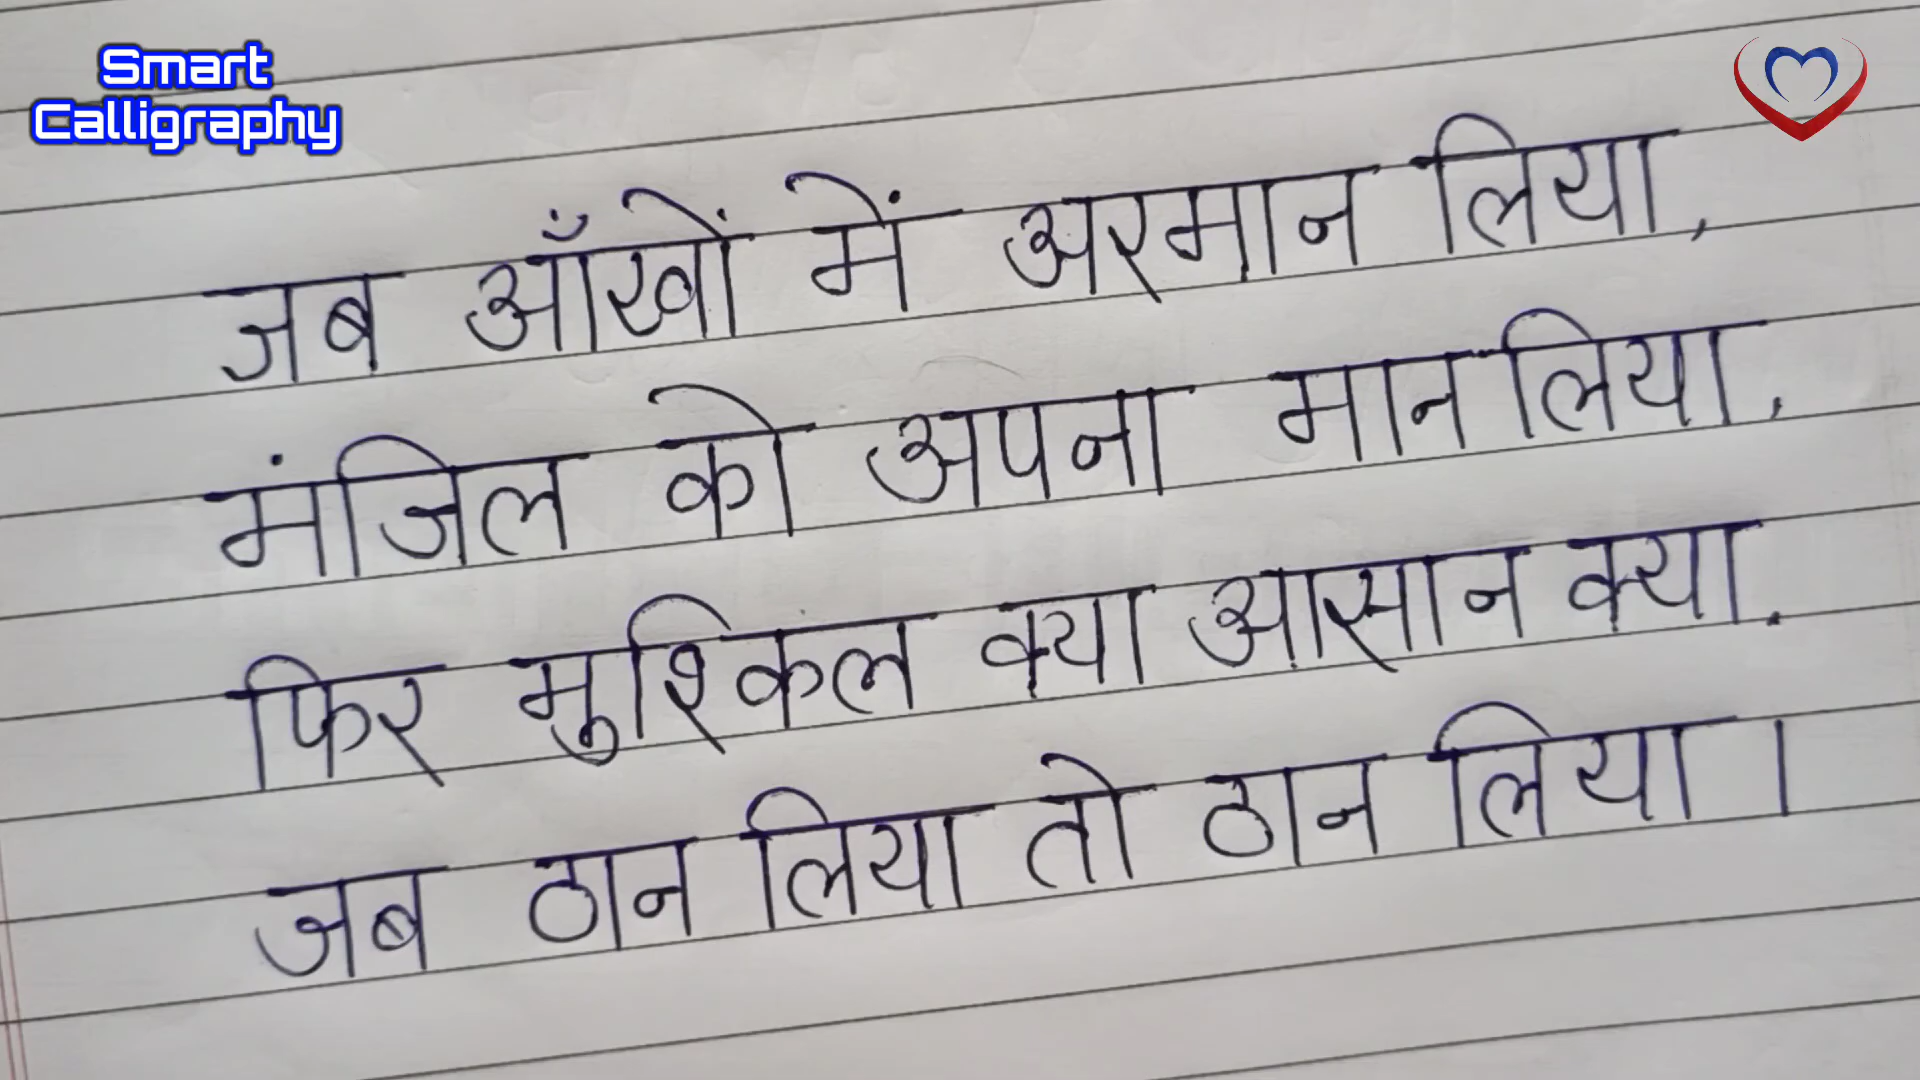 Smart
Calligraphy
जब आँखों में अरमान लिया,
मंजिल को अपना मान लिया,
फिर मुश्किल क्या आसान क्या.
जब ठान लिया तो ठान लिया ।